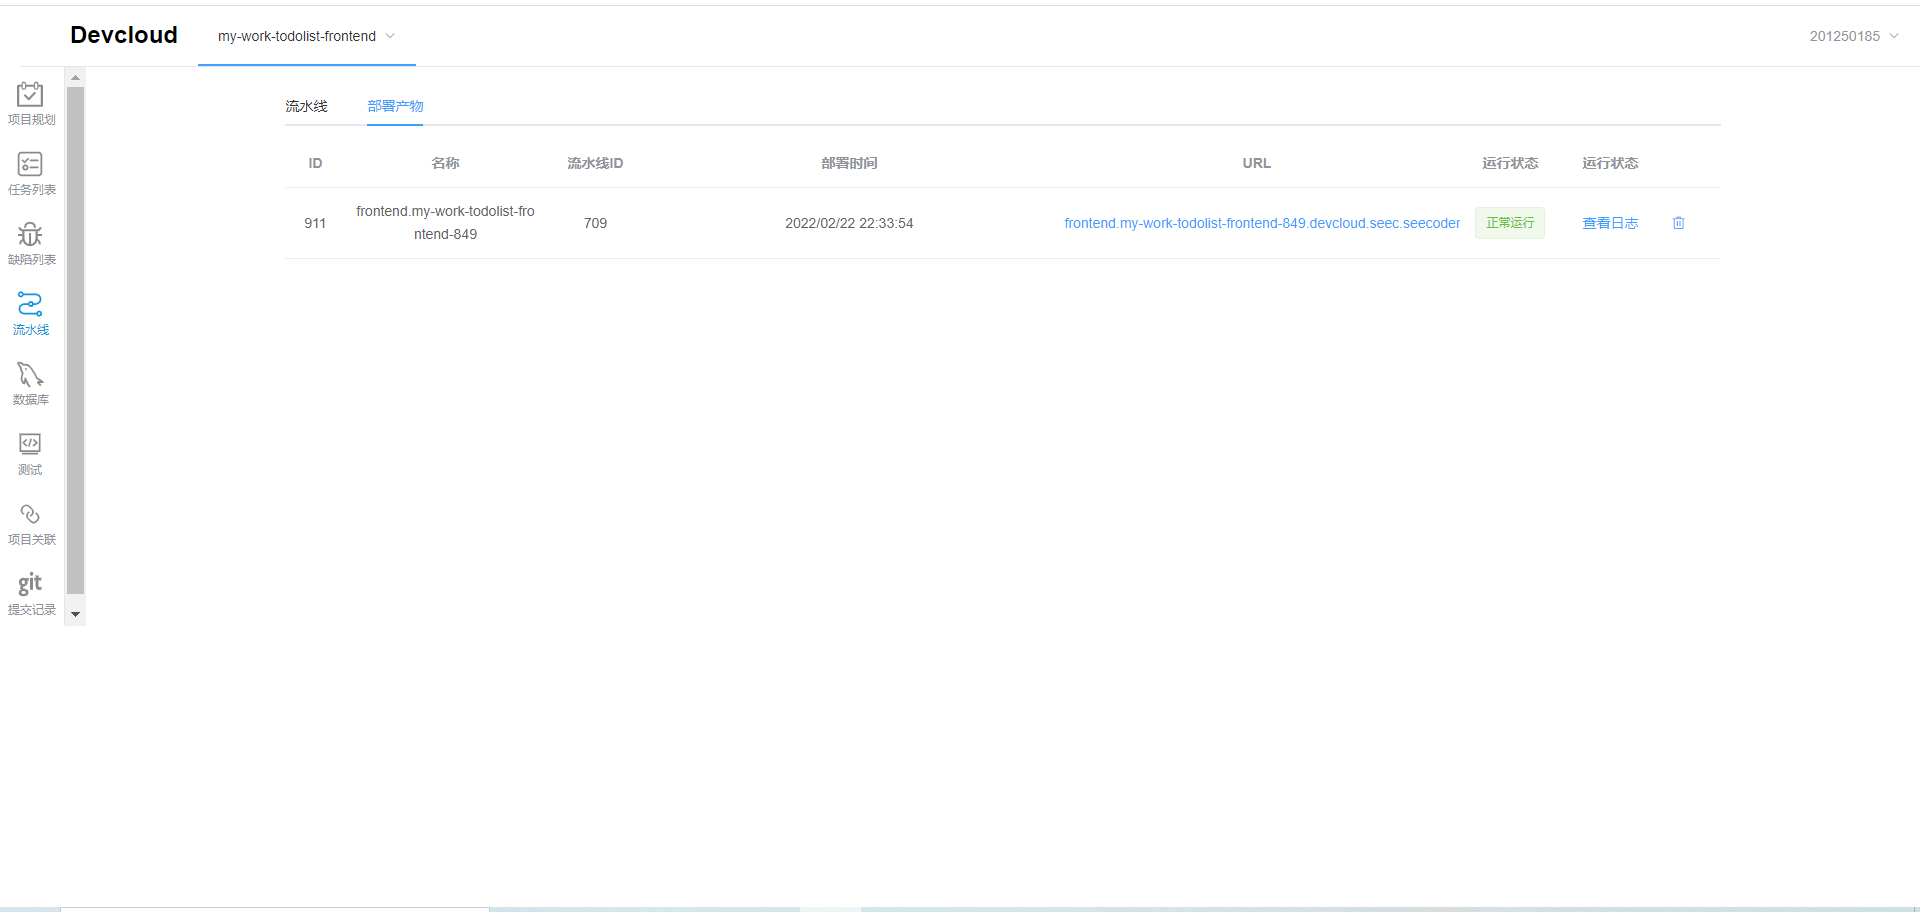 Devcloud
my-work-todolist-frontend
201250185
项目规划
任务列表
缺陷列表
流水线
数据库
测试
项目关联
git
提交记录
流水线 部署产物
ID 名称 流水线ID 部署时间 URL 运行状态 运行状态
911 frontend.my-work-todolist-fro
ntend-849 709 2022/02/22 22:33:54 frontend.my-work-todolist-frontend-849.devcloud.seec.seecoder 正常运行 查看日志